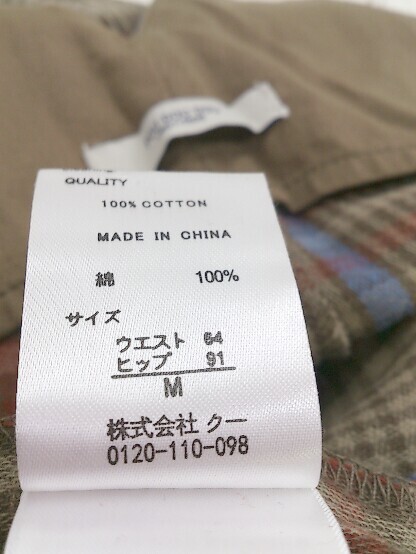 QUALITY
100% COTTON
MADE IN CHINA
綿 100%
サイズ
ウエスト 64
ヒップ 91
M
株式会社 クー
0120-110-098